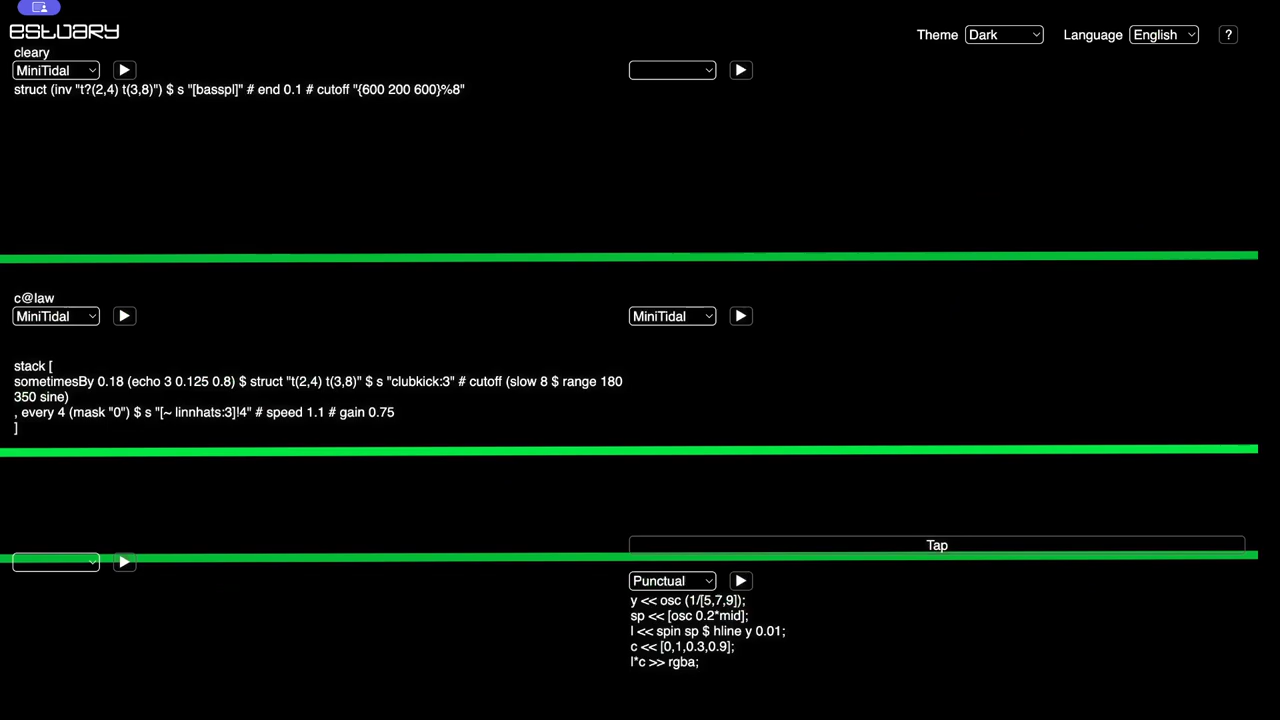 estuary
Theme Dark Language English ?
cleary
MiniTidal
struct (inv "t?(2,4) t(3,8)") $ s "[basspl]" # end 0.1 # cutoff "{600 200 600}%8"
c@law
MiniTidal
MiniTidal
stack [
sometimesBy 0.18 (echo 3 0.125 0.8) $ struct "t(2,4) t(3,8)" $ s "clubkick:3" # cutoff (slow 8 $ range 180
350 sine)
, every 4 (mask "0") $ s "[~ linnhats:3]!4" # speed 1.1 # gain 0.75
]
Tap
Punctual
y << osc (1/[5,7,9]);
sp << [osc 0.2*mid];
l << spin sp $ hline y 0.01;
c << [0,1,0.3,0.9];
l*c >> rgba;